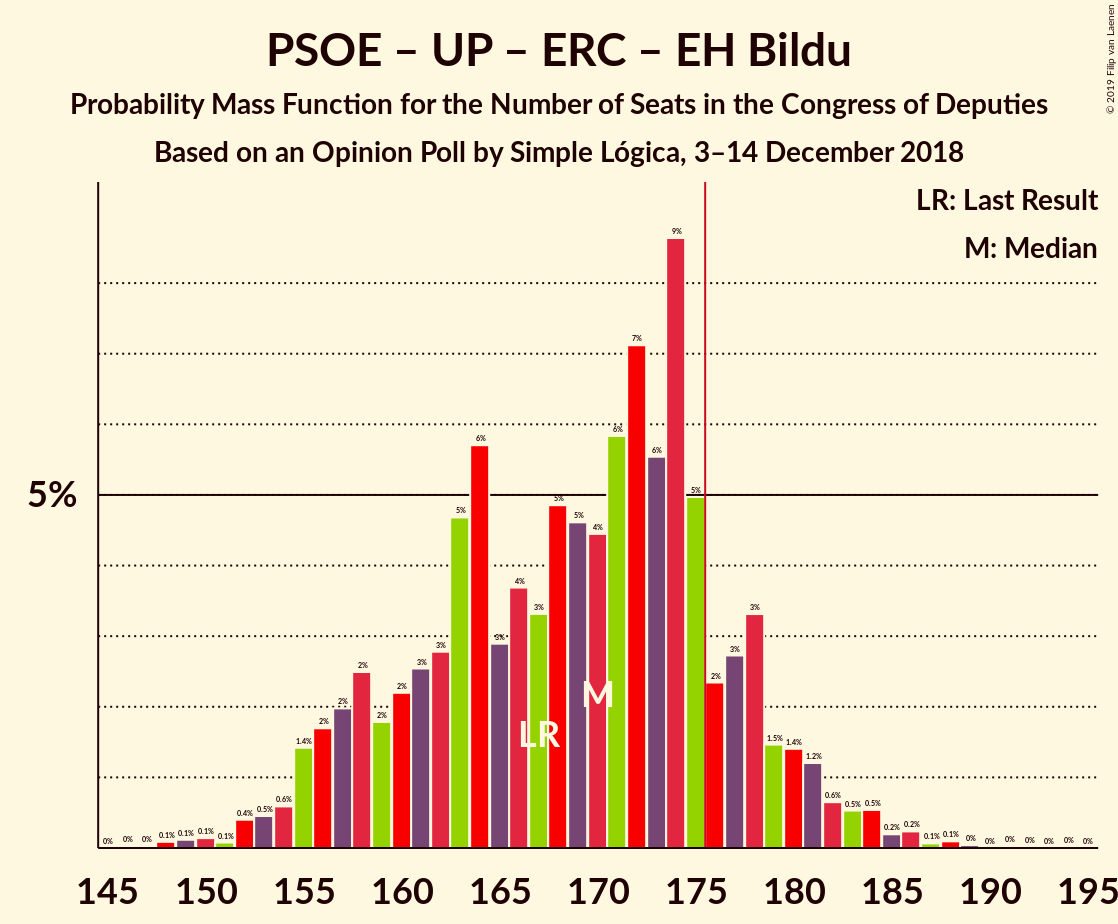 PSOE – UP – ERC – EH Bildu
Probability Mass Function for the Number of Seats in the Congress of Deputies
Based on an Opinion Poll by Simple Lógica, 3–14 December 2018
© 2019 Filip van Laenen
LR: Last Result
M: Median
5%
0% 0% 0% 0.1% 0.1% 0.1% 0.1% 0.4% 0.5% 0.6% 1.4% 2% 2% 2% 2% 2% 3% 3% 5% 6% 3% 4% 3% 5% 5% 4% 6% 7% 6% 9% 5% 2% 3% 3% 1.5% 1.4% 1.2% 0.6% 0.5% 0.5% 0.2% 0.2% 0.1% 0.1% 0% 0% 0% 0% 0% 0% 0%
M
LR
145 150 155 160 165 170 175 180 185 190 195